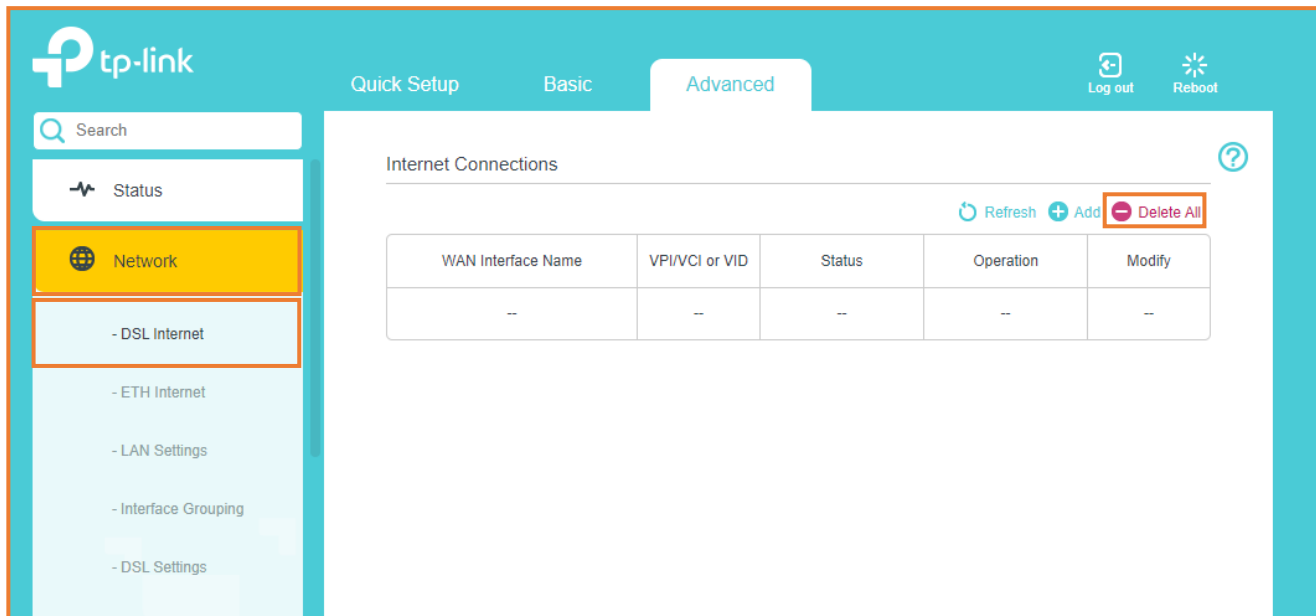 tp-link
Quick Setup
Basic
Advanced
Log out
Reboot
Search
Status
Network
- DSL Internet
- ETH Internet
- LAN Settings
- Interface Grouping
- DSL Settings
Internet Connections
?
Refresh Add Delete All
WAN Interface Name VPI/VCI or VID Status Operation Modify
-- -- -- -- --